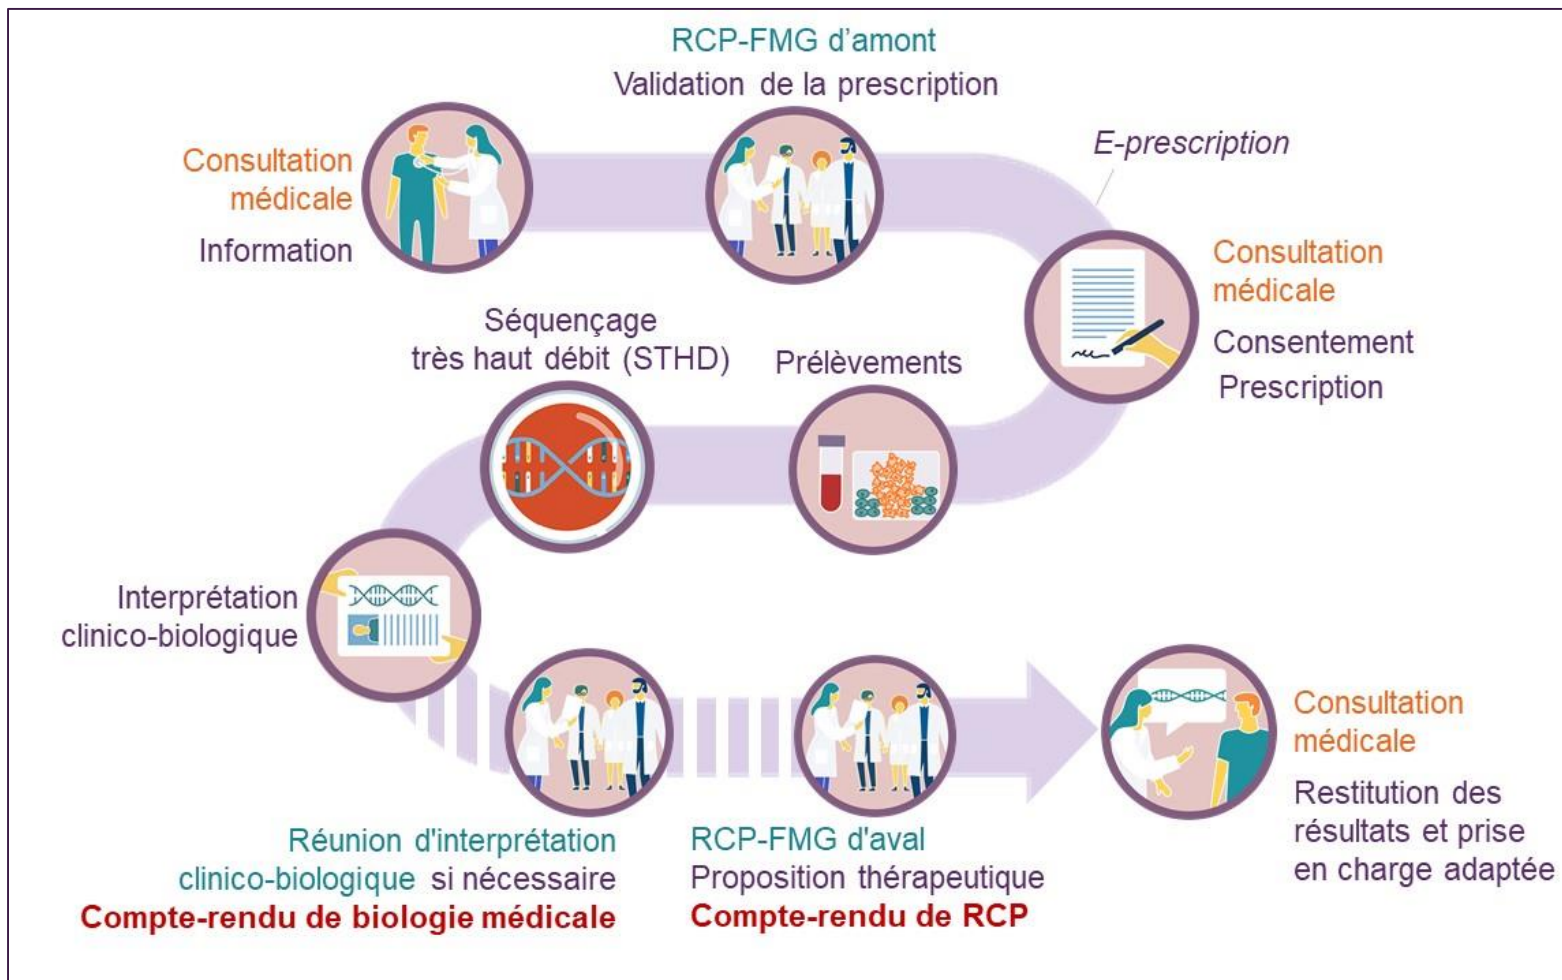 RCP-FMG d’amont
Validation de la prescription
Consultation
médicale
Information
E-prescription
Consultation
médicale
Consentement
Prescription
Prélèvements
Séquençage
très haut débit (STHD)
Interprétation
clinico-biologique
Réunion d'interprétation
clinico-biologique si nécessaire
Compte-rendu de biologie médicale
RCP-FMG d'aval
Proposition thérapeutique
Compte-rendu de RCP
Consultation
médicale
Restitution des
résultats et prise
en charge adaptée